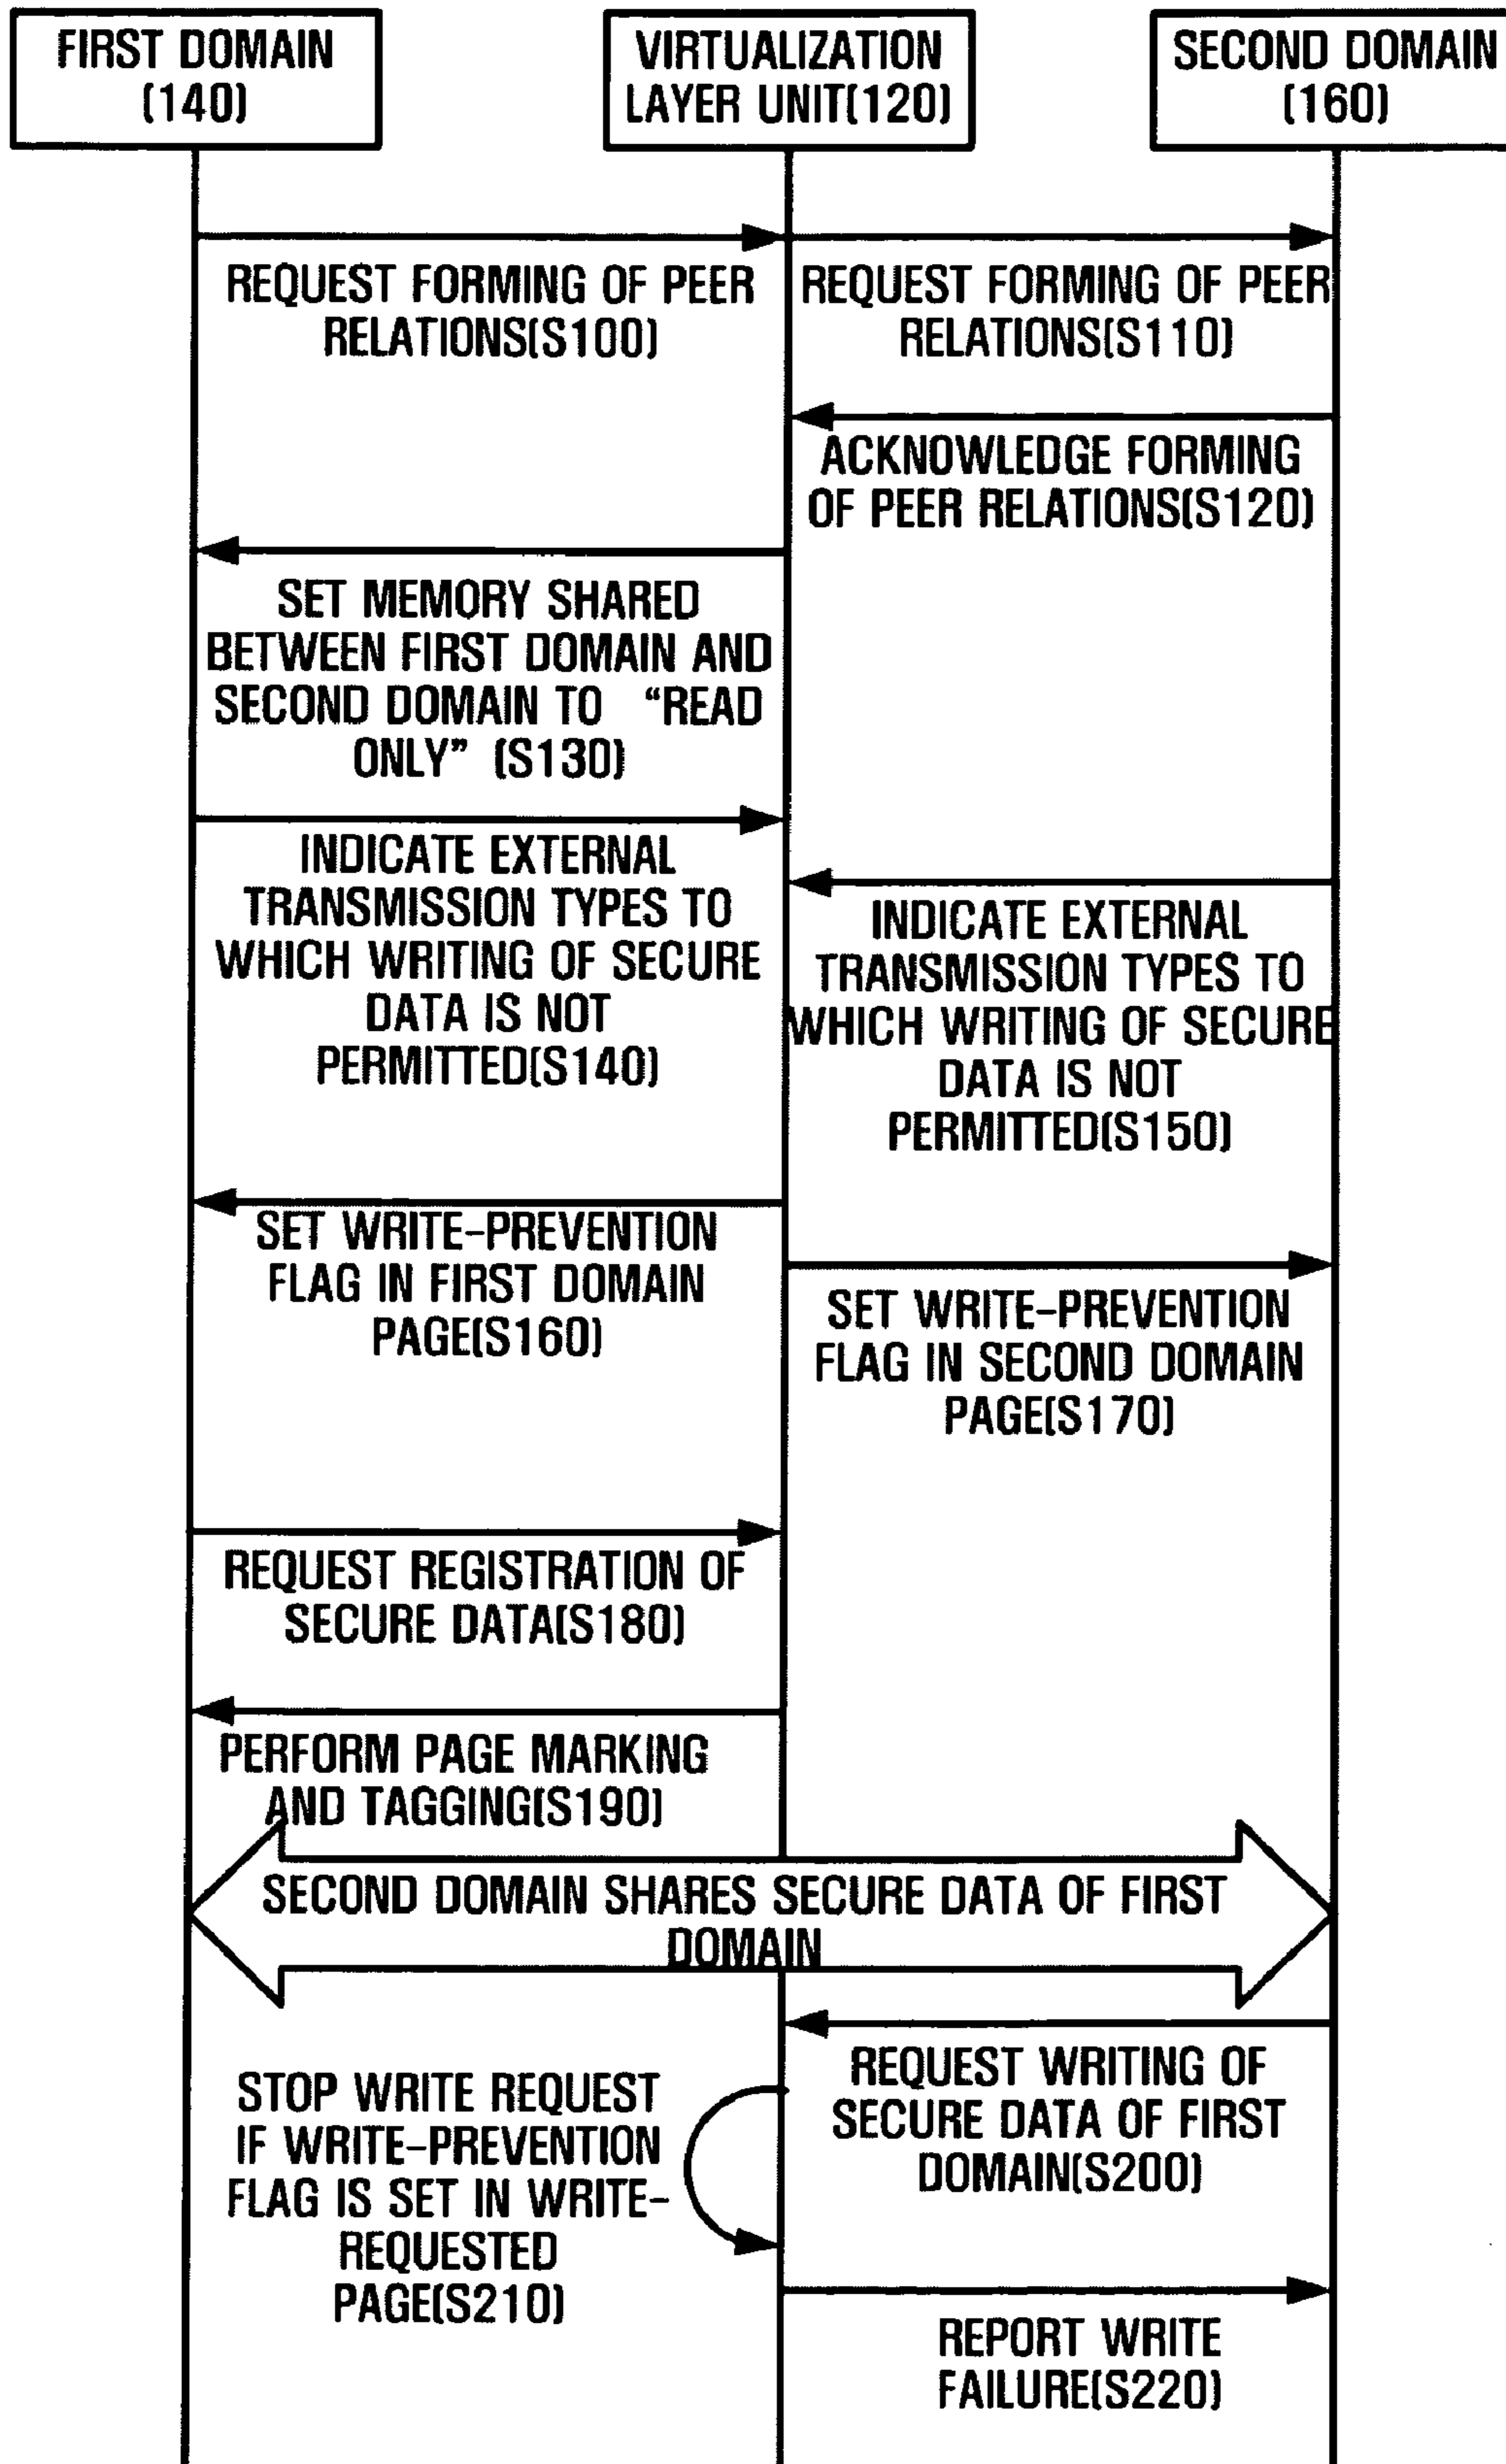 FIRST DOMAIN
(140)
VIRTUALIZATION
LAYER UNIT(120)
SECOND DOMAIN
(160)
REQUEST FORMING OF PEER
RELATIONS(S100)
REQUEST FORMING OF PEER
RELATIONS(S110)
ACKNOWLEDGE FORMING
OF PEER RELATIONS(S120)
SET MEMORY SHARED
BETWEEN FIRST DOMAIN AND
SECOND DOMAIN TO “READ
ONLY” (S130)
INDICATE EXTERNAL
TRANSMISSION TYPES TO
WHICH WRITING OF SECURE
DATA IS NOT
PERMITTED(S140)
INDICATE EXTERNAL
TRANSMISSION TYPES TO
WHICH WRITING OF SECURE
DATA IS NOT
PERMITTED(S150)
SET WRITE-PREVENTION
FLAG IN FIRST DOMAIN
PAGE(S160)
SET WRITE-PREVENTION
FLAG IN SECOND DOMAIN
PAGE(S170)
REQUEST REGISTRATION OF
SECURE DATA(S180)
PERFORM PAGE MARKING
AND TAGGING(S190)
SECOND DOMAIN SHARES SECURE DATA OF FIRST
DOMAIN
REQUEST WRITING OF
SECURE DATA OF FIRST
DOMAIN(S200)
STOP WRITE REQUEST
IF WRITE-PREVENTION
FLAG IS SET IN WRITE-
REQUESTED
PAGE(S210)
REPORT WRITE
FAILURE(S220)